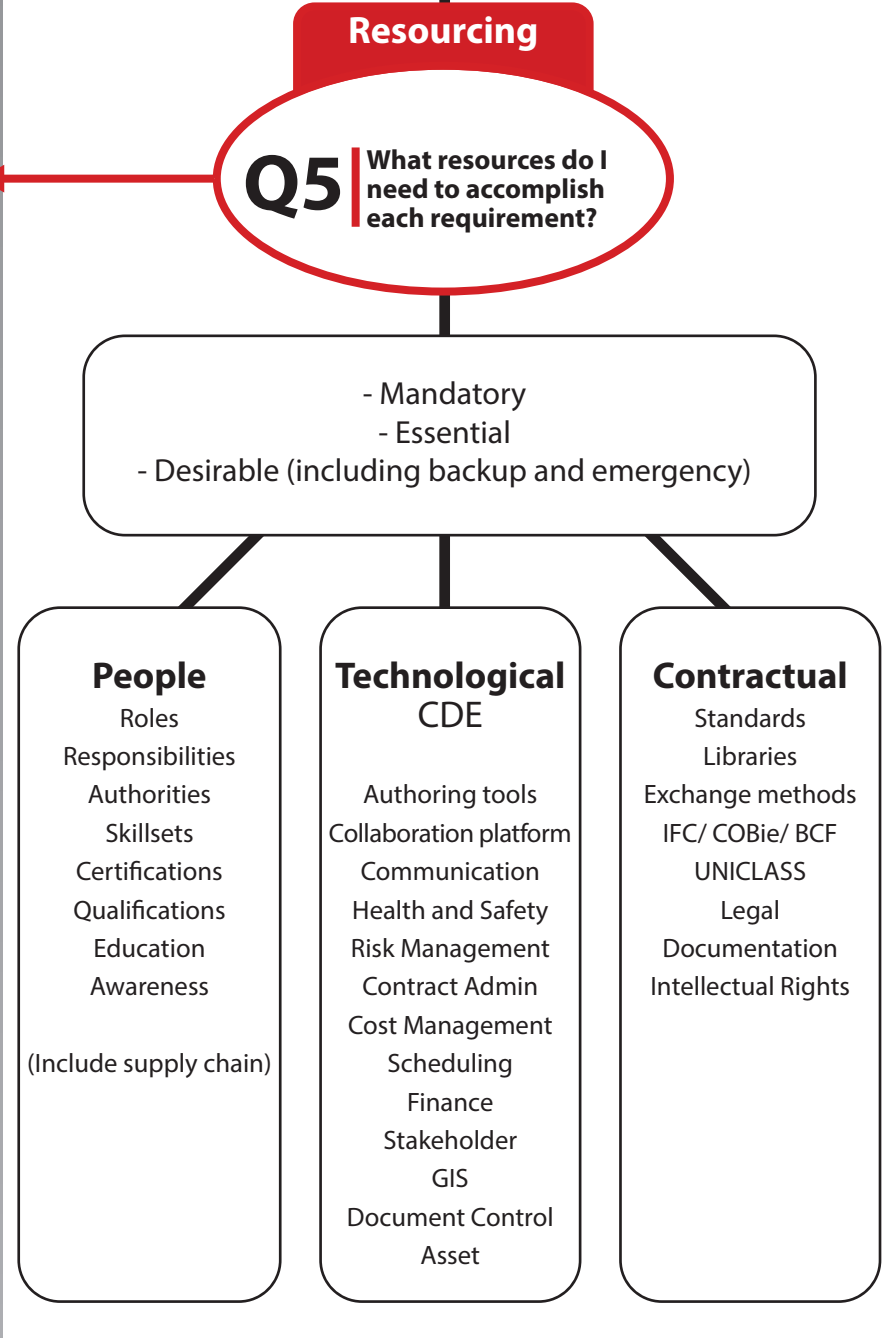 Resourcing
Q5
What resources do I
need to accomplish
each requirement?
- Mandatory
- Essential
- Desirable (including backup and emergency)
People
Roles
Responsibilities
Authorities
Skillsets
Certifications
Qualifications
Education
Awareness
(Include supply chain)
Technological
CDE
Authoring tools
Collaboration platform
Communication
Health and Safety
Risk Management
Contract Admin
Cost Management
Scheduling
Finance
Stakeholder
GIS
Document Control
Asset
Contractual
Standards
Libraries
Exchange methods
IFC/ COBie/ BCF
UNICLASS
Legal
Documentation
Intellectual Rights